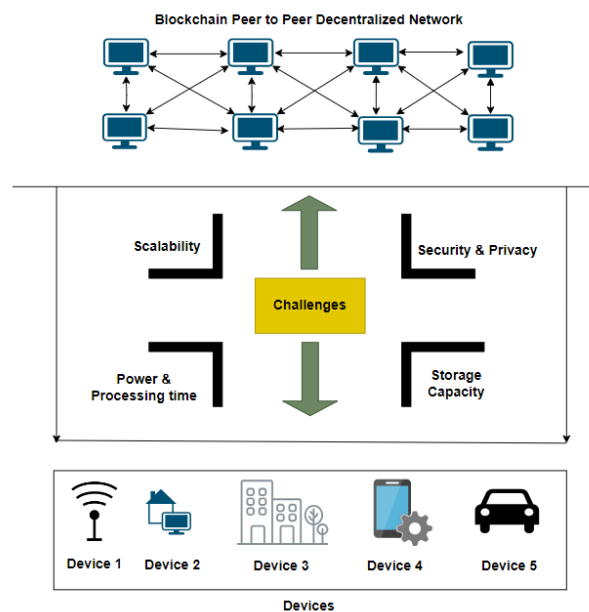 Blockchain Peer to Peer Decentralized Network
Scalability
Security & Privacy
Challenges
Power &
Processing time
Storage
Capacity
Device 1
Device 2
Device 3
Device 4
Device 5
Devices